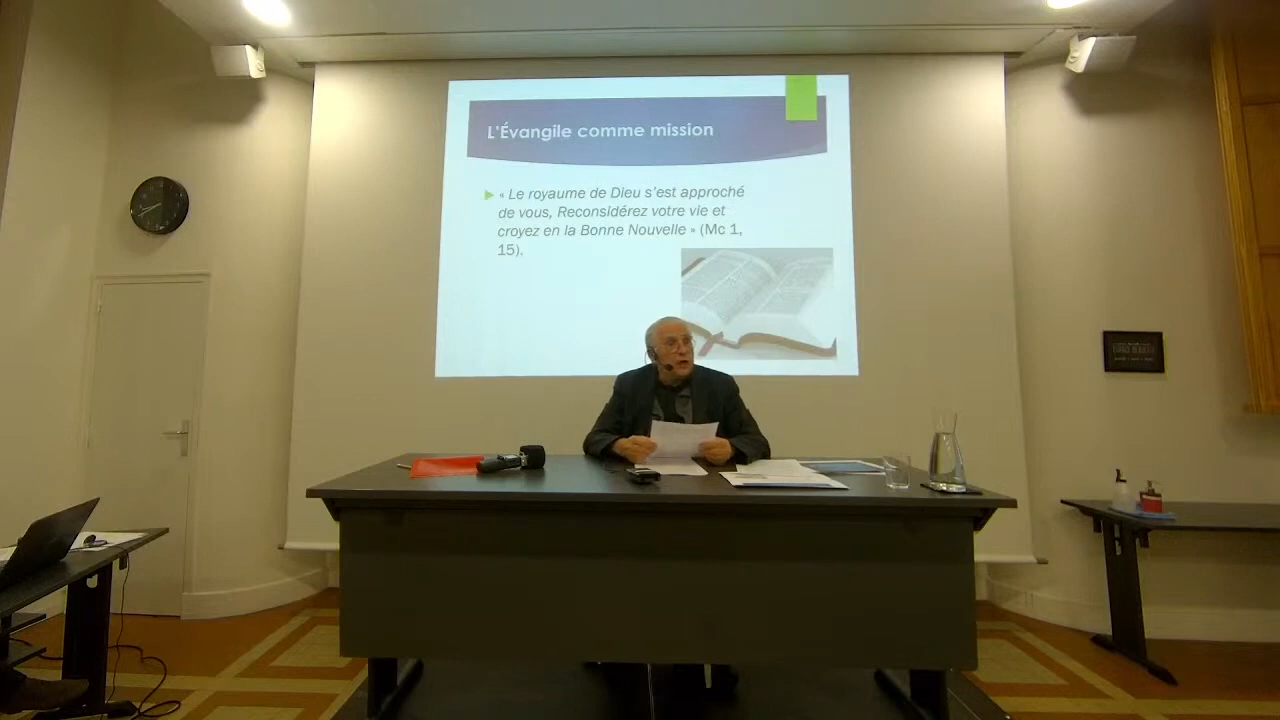 L'Évangile comme mission
« Le royaume de Dieu s'est approché
de vous, Reconsidérez votre vie et
croyez en la Bonne Nouvelle » (Mc 1,
15).